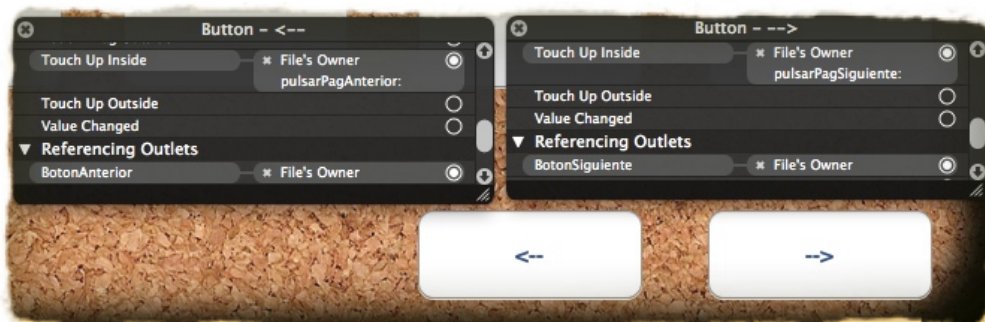 Button - <--
Touch Up Inside
File's Owner
pulsarPagAnterior:
Touch Up Outside
Value Changed
Referencing Outlets
BotonAnterior
File's Owner
Button - -->
Touch Up Inside
File's Owner
pulsarPagSiguiente:
Touch Up Outside
Value Changed
Referencing Outlets
BotonSiguiente
File's Owner
<--
-->